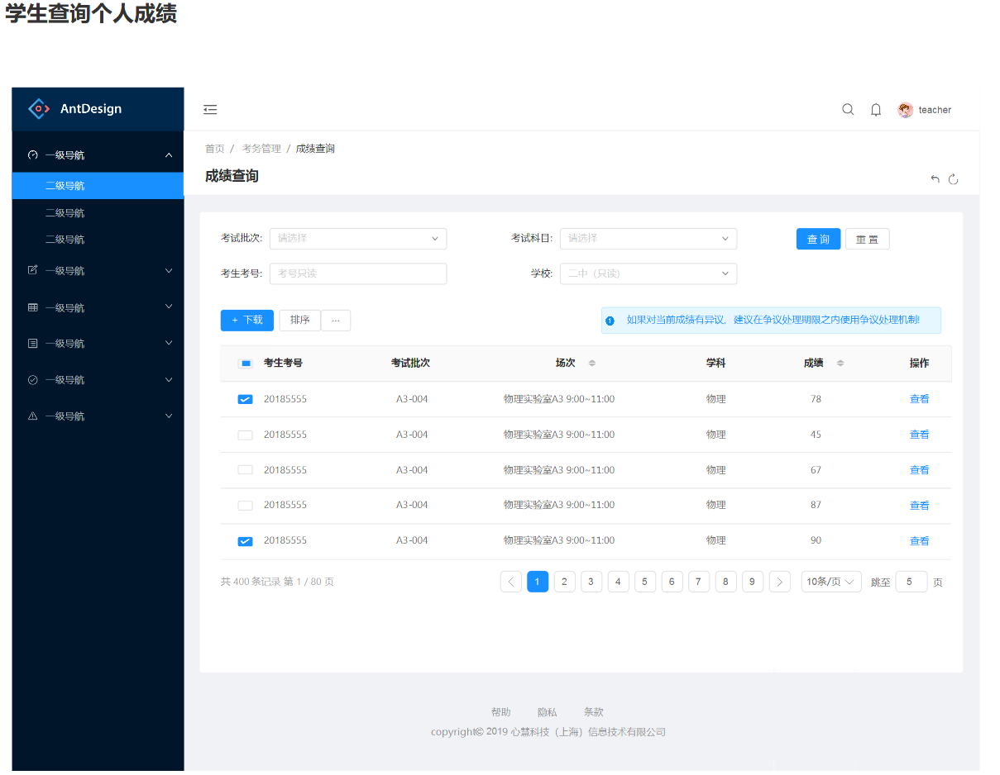 学生查询个人成绩
AntDesign
teacher
一级导航
二级导航
二级导航
二级导航
一级导航
一级导航
一级导航
一级导航
一级导航
首页 / 考务管理 / 成绩查询
成绩查询
考试批次: 请选择 考试科目: 请选择 查 询 重 置
考生考号: 考号只读 学校: 二中（只读）
+ 下载 排序 ... 如果对当前成绩有异议，建议在争议处理期限之内使用争议处理机制!
考生考号 考试批次 场次 学科 成绩 操作
20185555 A3-004 物理实验室A3 9:00~11:00 物理 78 查看
20185555 A3-004 物理实验室A3 9:00~11:00 物理 45 查看
20185555 A3-004 物理实验室A3 9:00~11:00 物理 67 查看
20185555 A3-004 物理实验室A3 9:00~11:00 物理 87 查看
20185555 A3-004 物理实验室A3 9:00~11:00 物理 90 查看
共 400 条记录 第 1 / 80 页 1 2 3 4 5 6 7 8 9 10条/页 跳至 5 页
帮助 隐私 条款
copyright© 2019 心慧科技（上海）信息技术有限公司